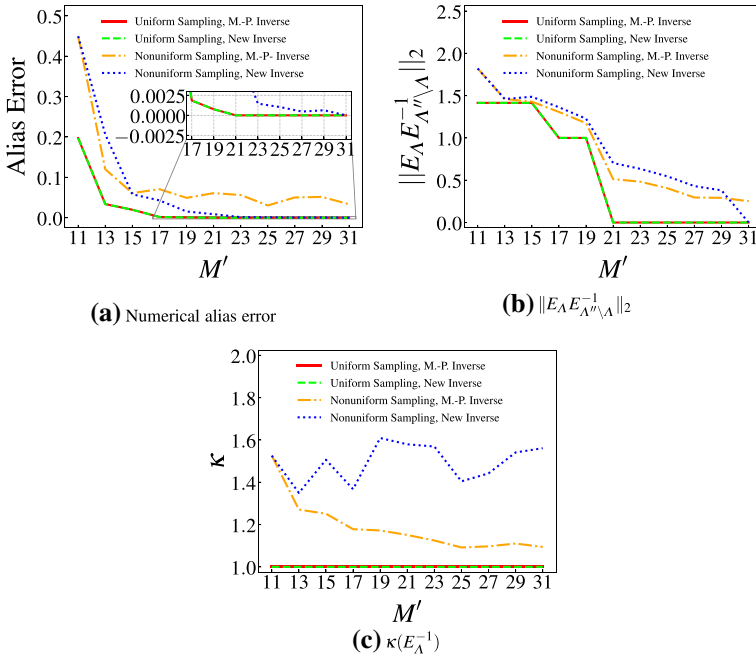 Uniform Sampling, M.-P. Inverse
Uniform Sampling, New Inverse
Nonuniform Sampling, M.-P- Inverse
Nonuniform Sampling, New Inverse
Alias Error
0.5
0.4
0.3
0.2
0.1
0.0
0.0025
0.0000
−0.0025
17 19 21 23 25 27 29 31
11 13 15 17 19 21 23 25 27 29 31
M′
(a) Numerical alias error
Uniform Sampling, M.-P. Inverse
Uniform Sampling, New Inverse
Nonuniform Sampling, M.-P. Inverse
Nonuniform Sampling, New Inverse
||E_Λ E^{-1}_{Λ′′\Λ}||_2
2.5
2.0
1.5
1.0
0.5
0.0
11 13 15 17 19 21 23 25 27 29 31
M′
(b) ∥E_Λ E^{−1}_{Λ′′\Λ}∥_2
Uniform Sampling, M.-P. Inverse
Uniform Sampling, New Inverse
Nonuniform Sampling, M.-P. Inverse
Nonuniform Sampling, New Inverse
κ
2.0
1.8
1.6
1.4
1.2
1.0
11 13 15 17 19 21 23 25 27 29 31
M′
(c) κ(E_Λ^{−1})